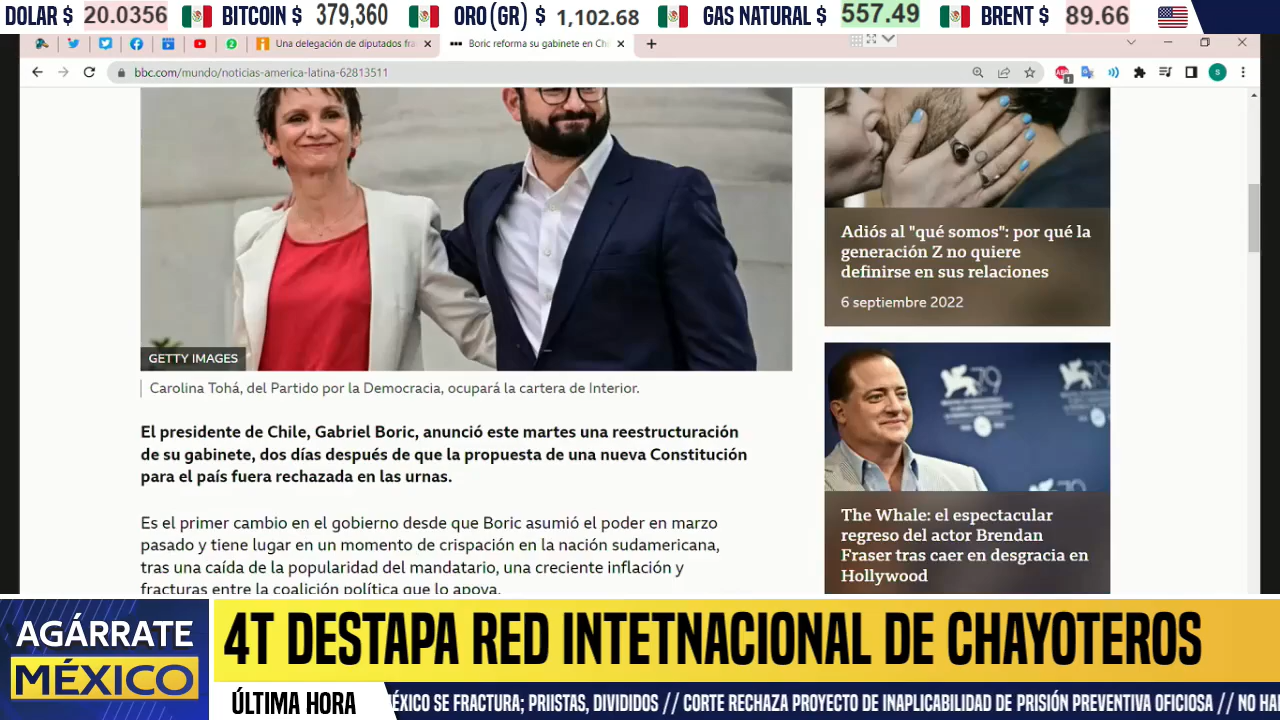 DOLAR $ 20.0356 BITCOIN $ 379,360 ORO(GR) $ 1,102.68 GAS NATURAL $ 557.49 BRENT $ 89.66
Una delegación de diputados fra
Boric reforma su gabinete en Chi
bbc.com/mundo/noticias-america-latina-62813511
GETTY IMAGES
Carolina Tohá, del Partido por la Democracia, ocupará la cartera de Interior.
El presidente de Chile, Gabriel Boric, anunció este martes una reestructuración
de su gabinete, dos días después de que la propuesta de una nueva Constitución
para el país fuera rechazada en las urnas.
Es el primer cambio en el gobierno desde que Boric asumió el poder en marzo
pasado y tiene lugar en un momento de crispación en la nación sudamericana,
tras una caída de la popularidad del mandatario, una creciente inflación y
fracturas entre la coalición política que lo apoya.
Adiós al "qué somos": por qué la
generación Z no quiere
definirse en sus relaciones
6 septiembre 2022
79
79
The Whale: el espectacular
regreso del actor Brendan
Fraser tras caer en desgracia en
Hollywood
AGÁRRATE
MÉXICO
4T DESTAPA RED INTETNACIONAL DE CHAYOTEROS
ÚLTIMA HORA
ÉXICO SE FRACTURA; PRIISTAS, DIVIDIDOS // CORTE RECHAZA PROYECTO DE INAPLICABILIDAD DE PRISIÓN PREVENTIVA OFICIOSA // NO HA